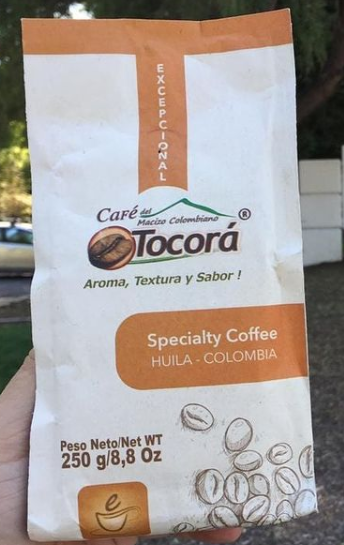 EXCEPCIONAL
Café del
Macizo Colombiano
Tocorá ®
Aroma, Textura y Sabor !
Specialty Coffee
HUILA - COLOMBIA
Peso Neto/Net WT
250 g/8,8 Oz
e